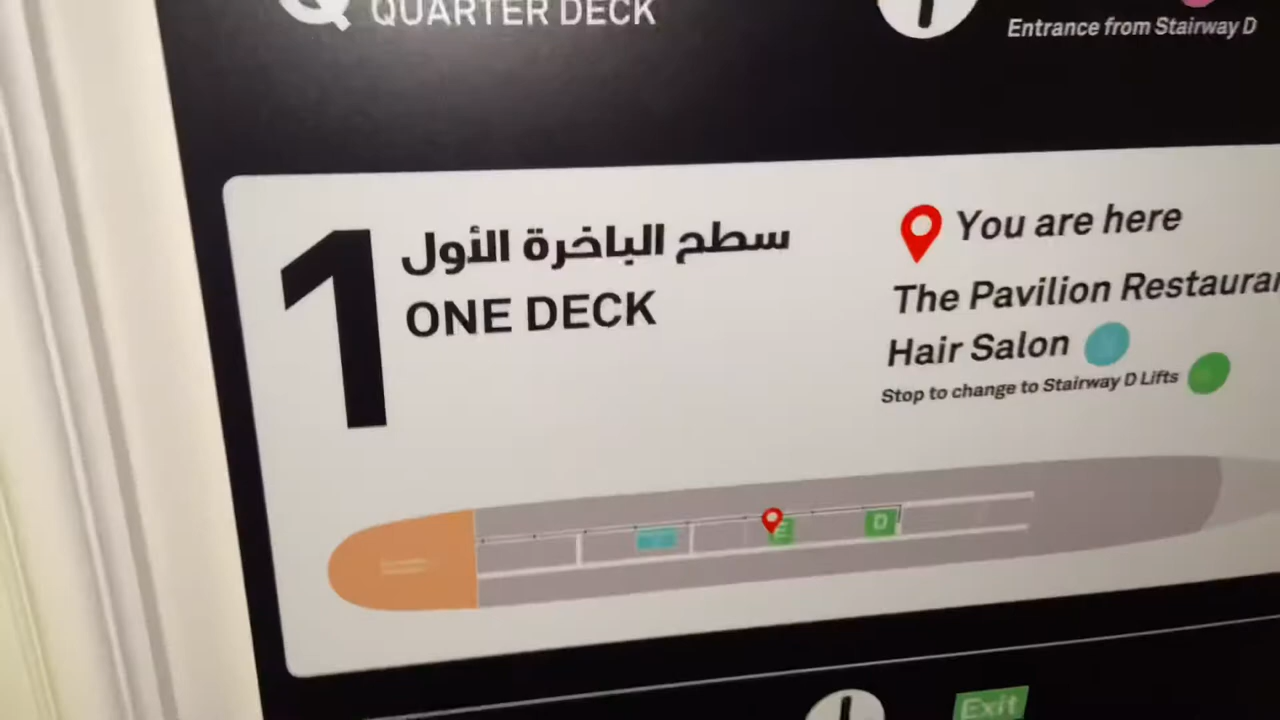 QUARTER DECK
Entrance from Stairway D
1
سطح الباخرة الأول
ONE DECK
You are here
The Pavilion
Hair Salon
Stop to change to Stairway D Lifts
E
D
Exit